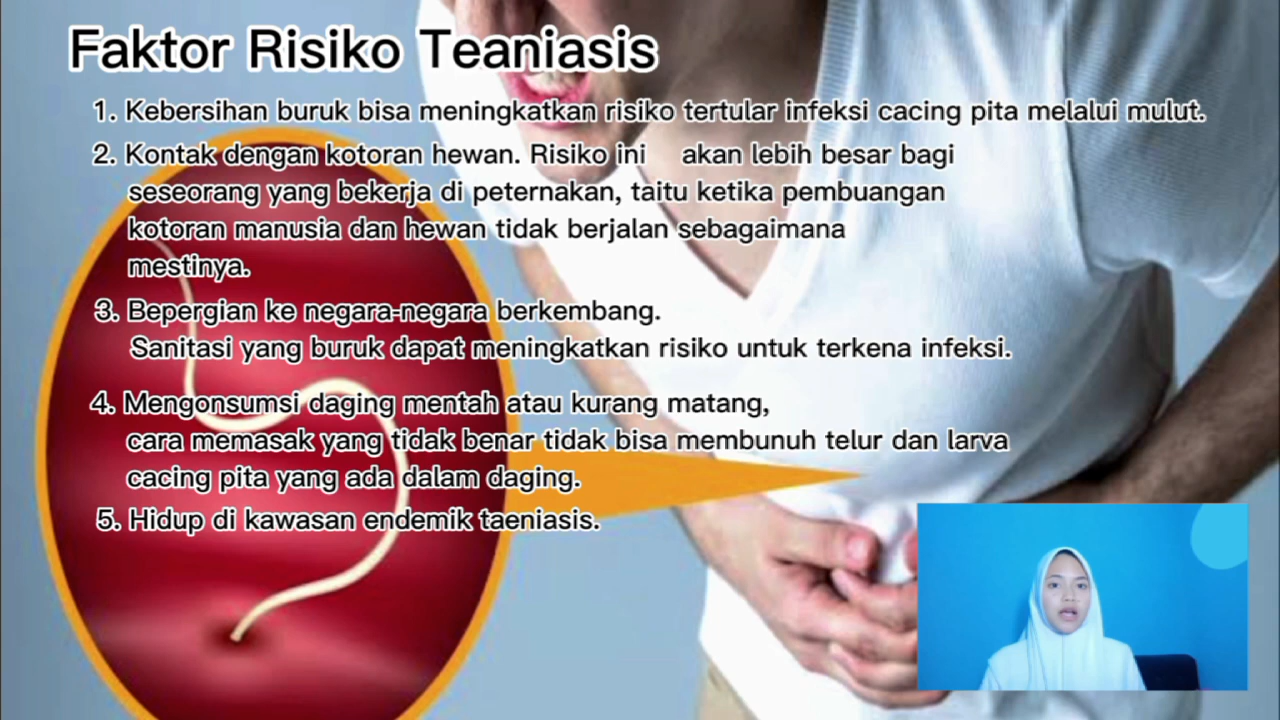 Faktor Risiko Teaniasis
1. Kebersihan buruk bisa meningkatkan risiko tertular infeksi cacing pita melalui mulut.
2. Kontak dengan kotoran hewan. Risiko ini akan lebih besar bagi
seseorang yang bekerja di peternakan, taitu ketika pembuangan
kotoran manusia dan hewan tidak berjalan sebagaimana
mestinya.
3. Bepergian ke negara-negara berkembang.
Sanitasi yang buruk dapat meningkatkan risiko untuk terkena infeksi.
4. Mengonsumsi daging mentah atau kurang matang,
cara memasak yang tidak benar tidak bisa membunuh telur dan larva
cacing pita yang ada dalam daging.
5. Hidup di kawasan endemik taeniasis.